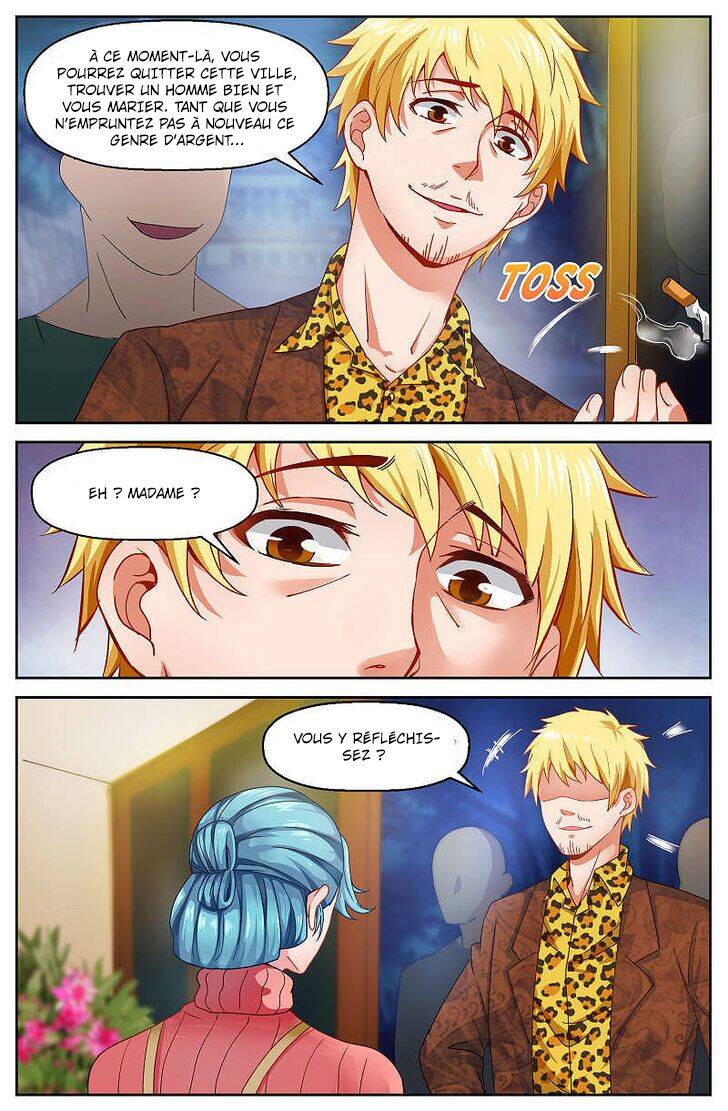 À CE MOMENT-LÀ, VOUS
POURREZ QUITTER CETTE VILLE,
TROUVER UN HOMME BIEN ET
VOUS MARIER. TANT QUE VOUS
N'EMPRUNTEZ PAS À NOUVEAU CE
GENRE D'ARGENT...
TOSS
EH ? MADAME ?
VOUS Y RÉFLÉCHIS-
SEZ ?